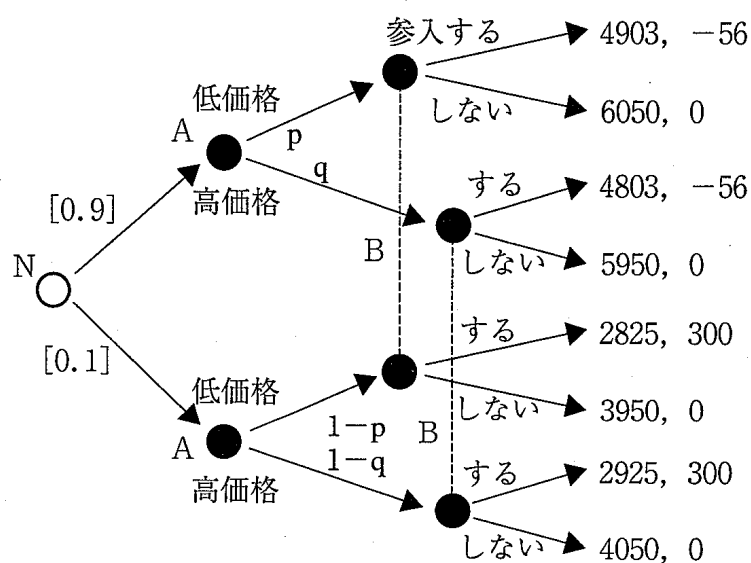 参入する
4903, −56
低価格
A
p
しない
6050, 0
q
する
4803, −56
高価格
[0.9]
B
しない
5950, 0
N
する
2825, 300
[0.1]
低価格
しない
3950, 0
1−p
B
A
1−q
する
2925, 300
高価格
しない
4050, 0